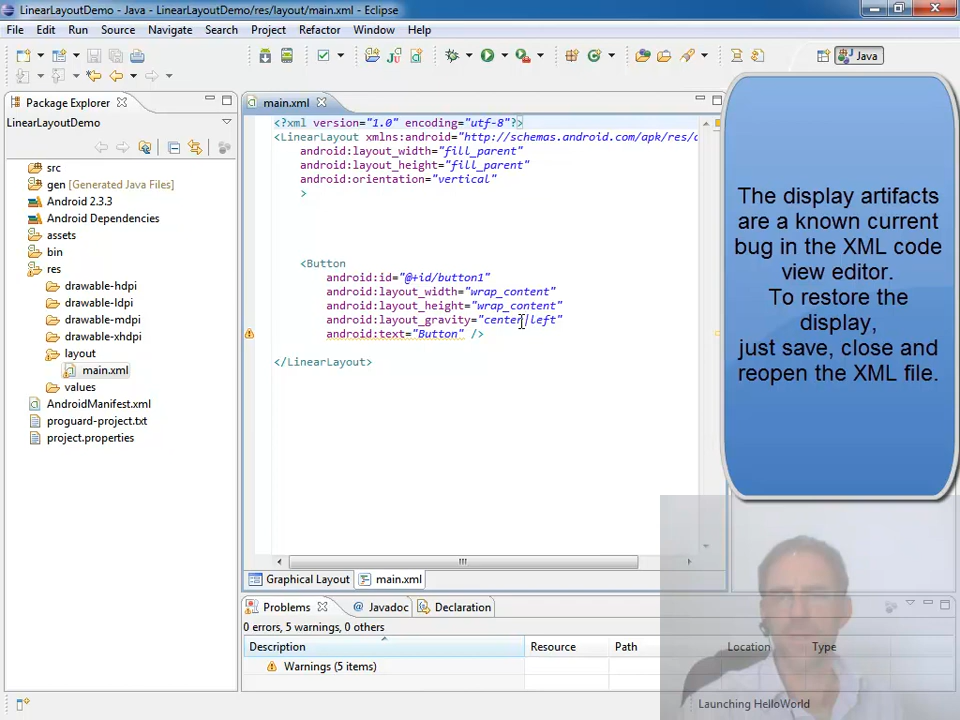 LinearLayoutDemo - Java - LinearLayoutDemo/res/layout/main.xml - Eclipse
File Edit Run Source Navigate Search Project Refactor Window Help
Java
Package Explorer
main.xml
LinearLayoutDemo
src
gen [Generated Java Files]
Android 2.3.3
Android Dependencies
assets
bin
res
drawable-hdpi
drawable-ldpi
drawable-mdpi
drawable-xhdpi
layout
main.xml
values
AndroidManifest.xml
proguard-project.txt
project.properties
<?xml version="1.0" encoding="utf-8"?>
<LinearLayout xmlns:android="http://schemas.android.com/apk/res/a
android:layout_width="fill_parent"
android:layout_height="fill_parent"
android:orientation="vertical"
>
<Button
android:id="@+id/button1"
android:layout_width="wrap_content"
android:layout_height="wrap_content"
android:layout_gravity="center|left"
android:text="Button" />
</LinearLayout>
Graphical Layout main.xml
The display artifacts
are a known current
bug in the XML code
view editor.
To restore the
display,
just save, close and
reopen the XML file.
Problems @ Javadoc Declaration
0 errors, 5 warnings, 0 others
Description Resource Path Location Type
Warnings (5 items)
Launching HelloWorld